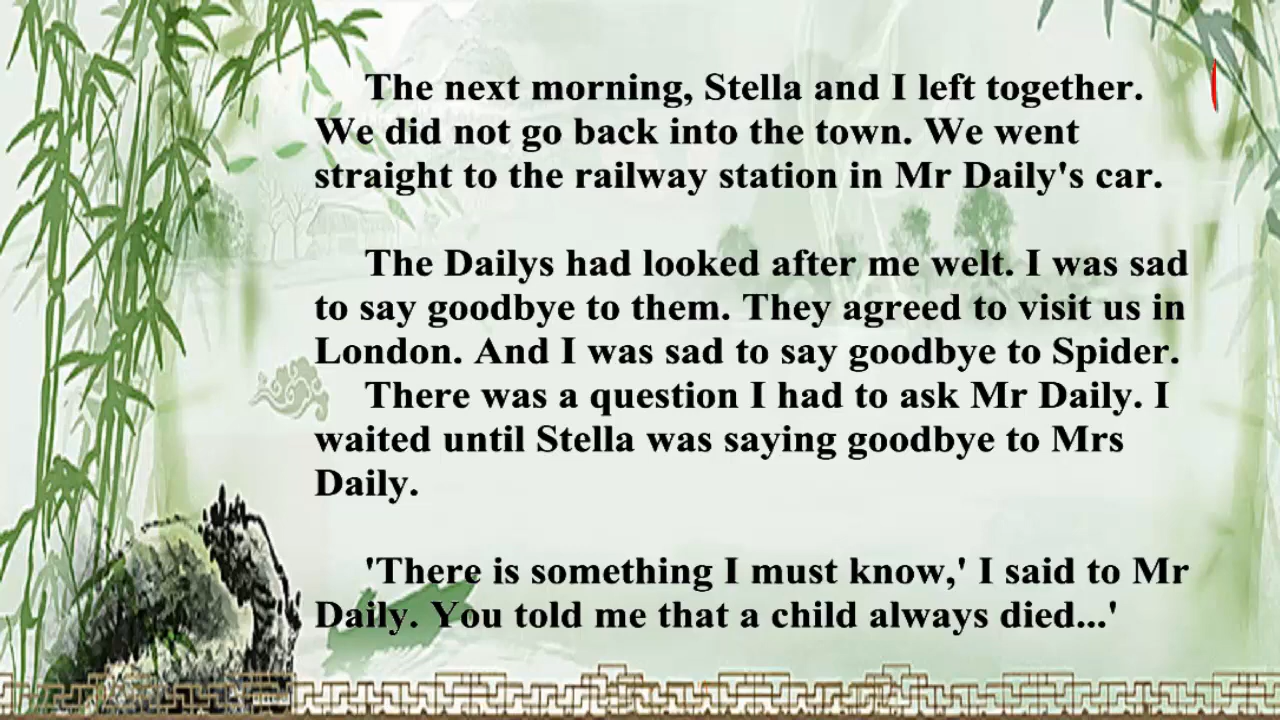 The next morning, Stella and I left together.
We did not go back into the town. We went
straight to the railway station in Mr Daily's car.
The Dailys had looked after me welt. I was sad
to say goodbye to them. They agreed to visit us in
London. And I was sad to say goodbye to Spider.
There was a question I had to ask Mr Daily. I
waited until Stella was saying goodbye to Mrs
Daily.
'There is something I must know,' I said to Mr
Daily. You told me that a child always died...'